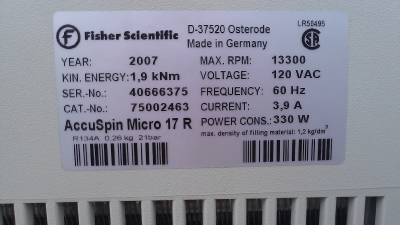 Fisher Scientific
D-37520 Osterode
Made in Germany
LR56495
YEAR: 2007
MAX. RPM: 13300
KIN. ENERGY: 1,9 kNm
VOLTAGE: 120 VAC
SER.-No.: 40666375
FREQUENCY: 60 Hz
CAT.-No.: 75002463
CURRENT: 3,9 A
AccuSpin Micro 17 R
POWER CONS.: 330 W
R134A 0,26 kg 21bar
max. density of filling material: 1,2 kg/dm³